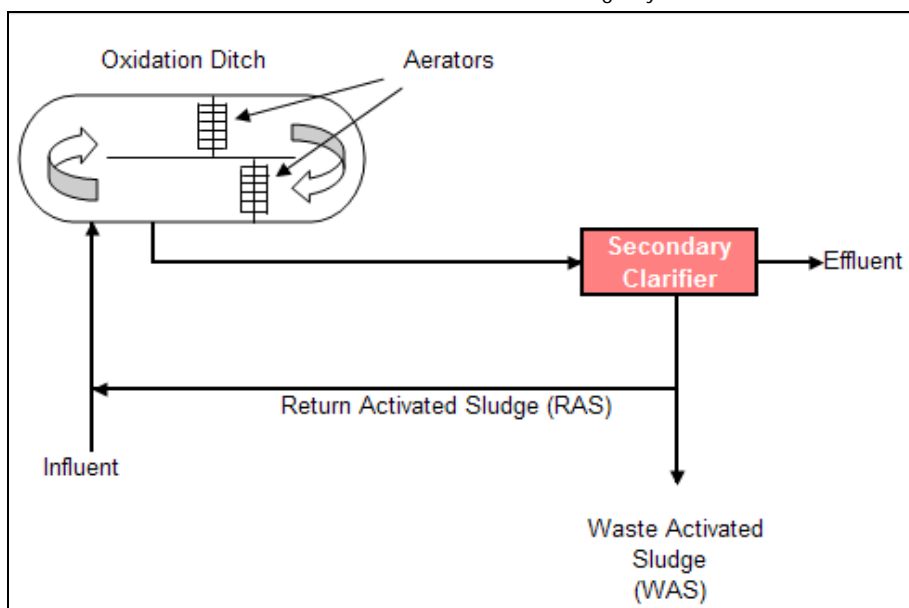 Oxidation Ditch
Aerators
Secondary
Clarifier
Effluent
Return Activated Sludge (RAS)
Influent
Waste Activated
Sludge
(WAS)